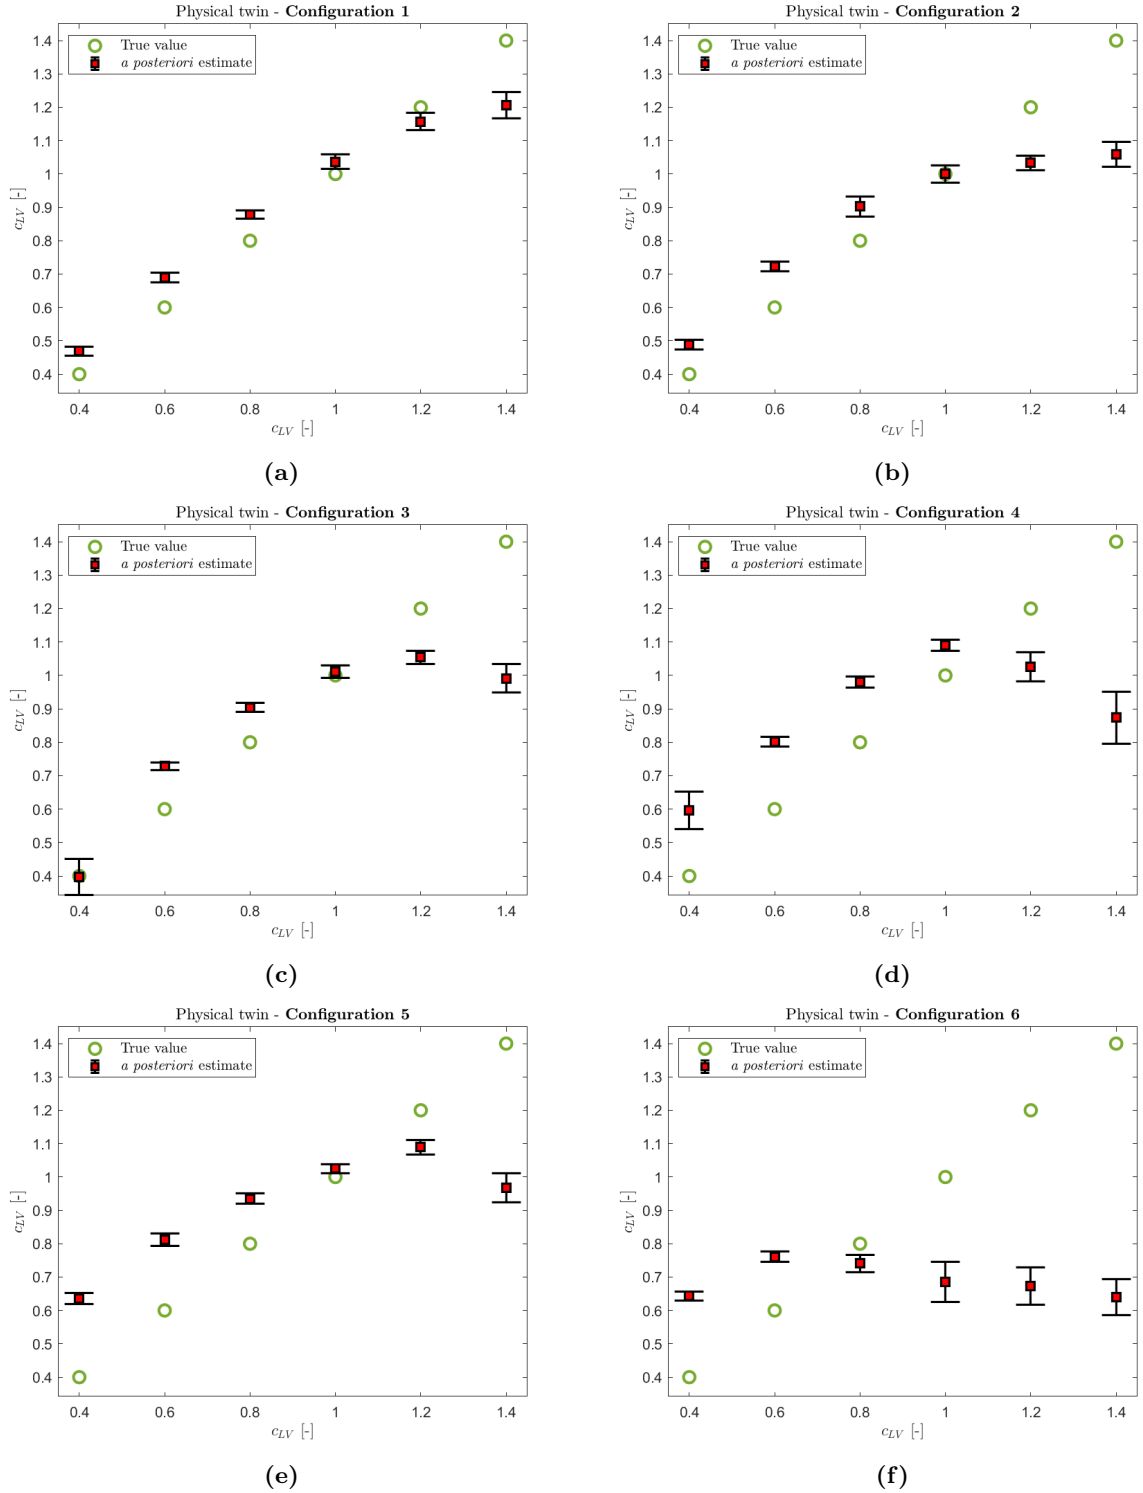 Physical twin - Configuration 1
True value
a posteriori estimate
1.4
1.3
1.2
1.1
1
0.9
0.8
0.7
0.6
0.5
0.4
c_LV [-]
0.4 0.6 0.8 1 1.2 1.4
c_LV [-]
(a)
Physical twin - Configuration 2
True value
a posteriori estimate
1.4
1.3
1.2
1.1
1
0.9
0.8
0.7
0.6
0.5
0.4
c_LV [-]
0.4 0.6 0.8 1 1.2 1.4
c_LV [-]
(b)
Physical twin - Configuration 3
True value
a posteriori estimate
1.4
1.3
1.2
1.1
1
0.9
0.8
0.7
0.6
0.5
0.4
c_LV [-]
0.4 0.6 0.8 1 1.2 1.4
c_LV [-]
(c)
Physical twin - Configuration 4
True value
a posteriori estimate
1.4
1.3
1.2
1.1
1
0.9
0.8
0.7
0.6
0.5
0.4
c_LV [-]
0.4 0.6 0.8 1 1.2 1.4
c_LV [-]
(d)
Physical twin - Configuration 5
True value
a posteriori estimate
1.4
1.3
1.2
1.1
1
0.9
0.8
0.7
0.6
0.5
0.4
c_LV [-]
0.4 0.6 0.8 1 1.2 1.4
c_LV [-]
(e)
Physical twin - Configuration 6
True value
a posteriori estimate
1.4
1.3
1.2
1.1
1
0.9
0.8
0.7
0.6
0.5
0.4
c_LV [-]
0.4 0.6 0.8 1 1.2 1.4
c_LV [-]
(f)